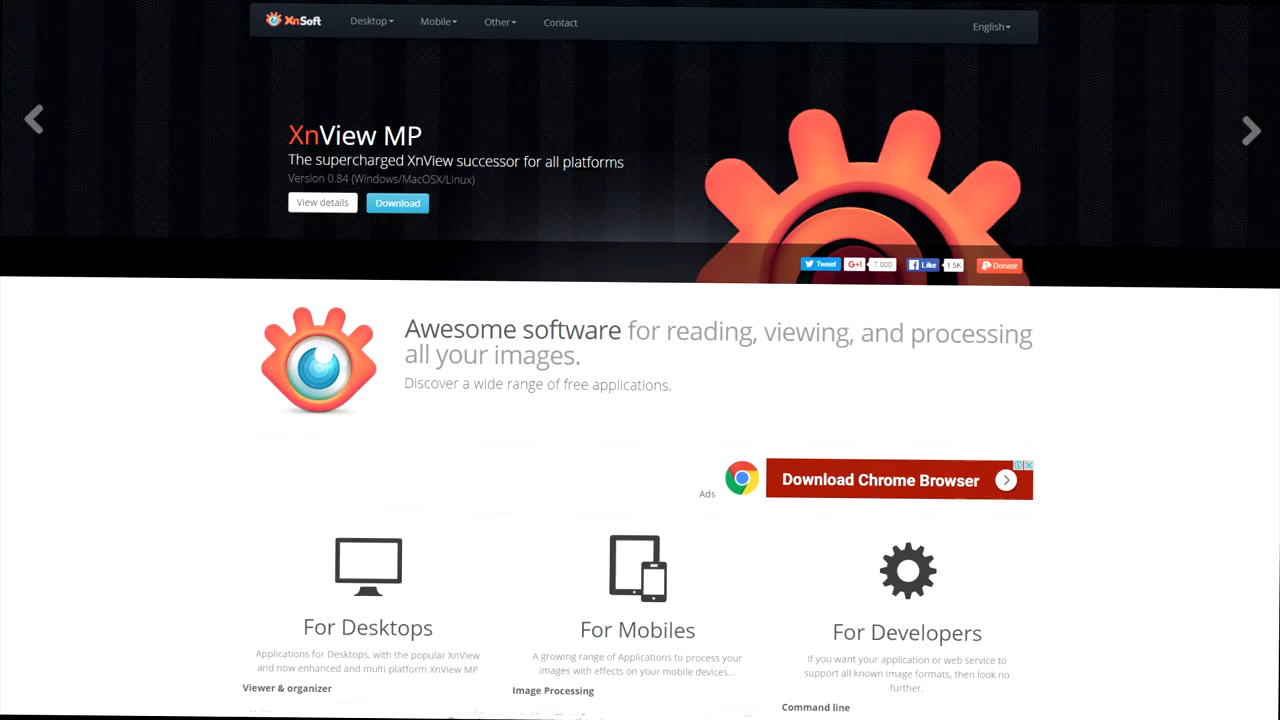 XnSoft Desktop Mobile Other Contact English
XnView MP
The supercharged XnView successor for all platforms
Version 0.84 (Windows/MacOSX/Linux)
View details Download
Tweet G+1 7 000 Like 1.5K Donate
Awesome software for reading, viewing, and processing
all your images.
Discover a wide range of free applications.
Ads
Download Chrome Browser
For Desktops
Applications for Desktops, with the popular XnView
and now enhanced and multi-platform XnView MP
Viewer & organizer
For Mobiles
A growing range of Applications to process your
images with effects on your mobile devices...
Image Processing
For Developers
If you want your application or web service to
support all known image formats, then look no
further.
Command line